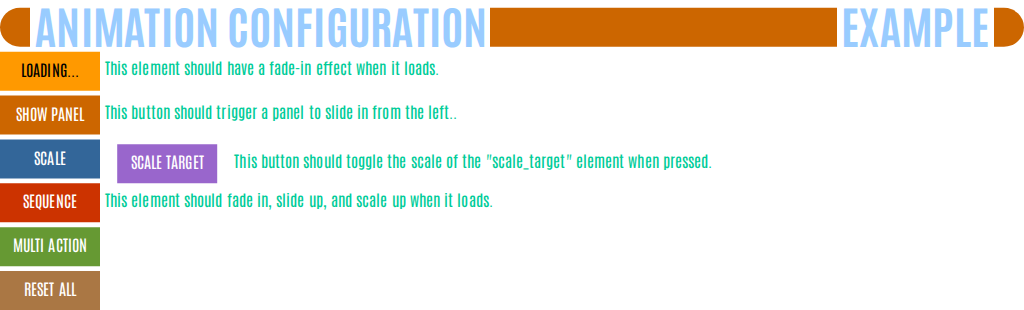 ANIMATION CONFIGURATION EXAMPLE
LOADING... This element should have a fade-in effect when it loads.
SHOW PANEL This button should trigger a panel to slide in from the left..
SCALE SCALE TARGET This button should toggle the scale of the "scale_target" element when pressed.
SEQUENCE This element should fade in, slide up, and scale up when it loads.
MULTI ACTION
RESET ALL